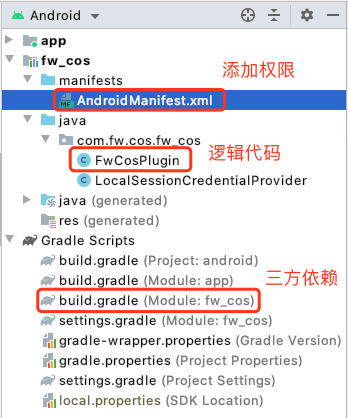 Android
app
fw_cos
manifests
添加权限
MF AndroidManifest.xml
java
com.fw.cos.fw_cos
C FwCosPlugin 逻辑代码
C LocalSessionCredentialProvider
java (generated)
res (generated)
Gradle Scripts
build.gradle (Project: android)
build.gradle (Module: app) 三方依赖
build.gradle (Module: fw_cos)
settings.gradle (Module: fw_cos)
gradle-wrapper.properties (Gradle Version)
gradle.properties (Project Properties)
settings.gradle (Project Settings)
local.properties (SDK Location)